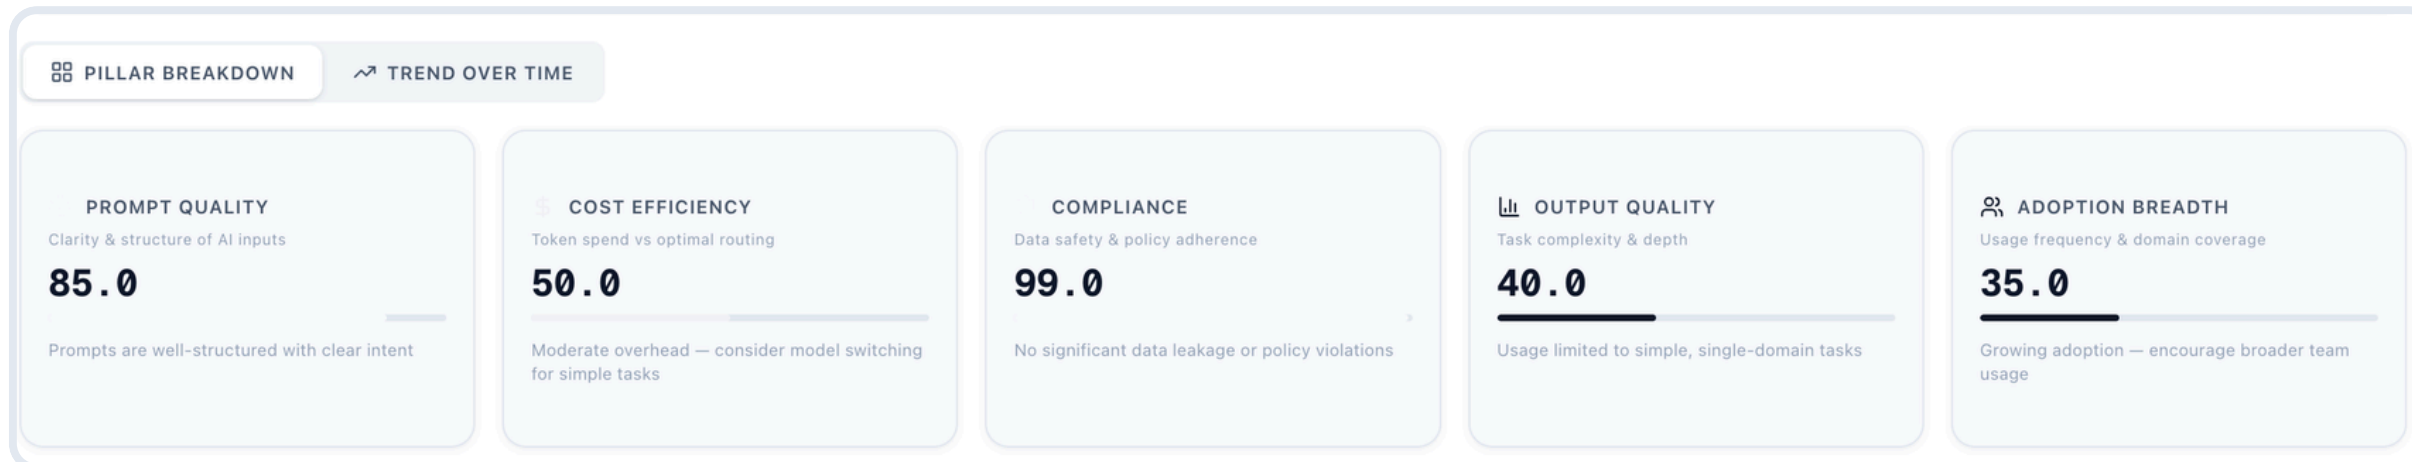 PILLAR BREAKDOWN
TREND OVER TIME
PROMPT QUALITY
Clarity & structure of AI inputs
85.0
Prompts are well-structured with clear intent
COST EFFICIENCY
Token spend vs optimal routing
50.0
Moderate overhead — consider model switching
for simple tasks
COMPLIANCE
Data safety & policy adherence
99.0
No significant data leakage or policy violations
OUTPUT QUALITY
Task complexity & depth
40.0
Usage limited to simple, single-domain tasks
ADOPTION BREADTH
Usage frequency & domain coverage
35.0
Growing adoption — encourage broader team
usage